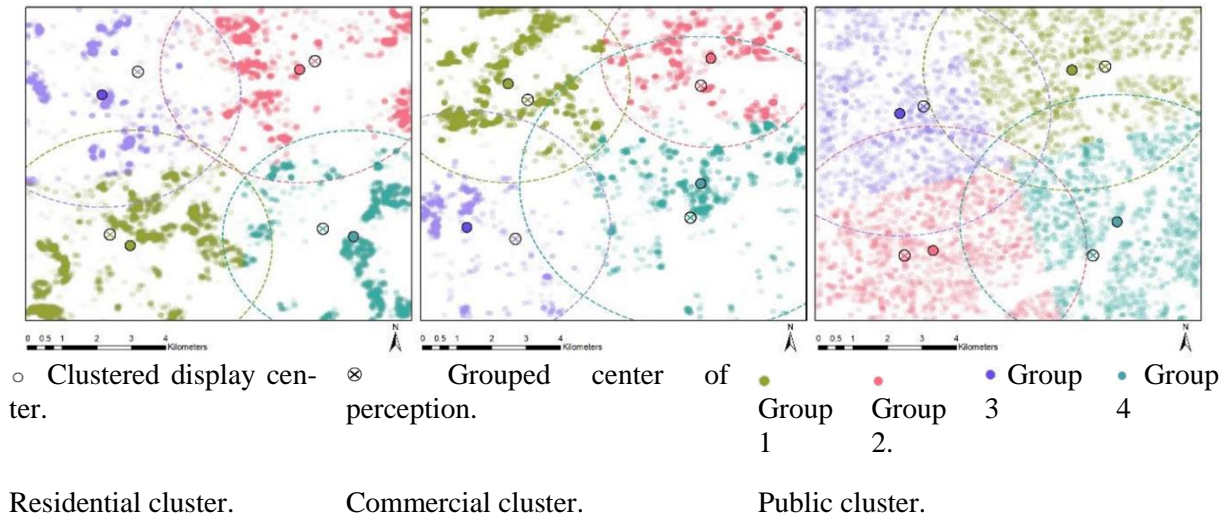 N N N
0 0.5 1 2 3 4 Kilometers 0 0.5 1 2 3 4 Kilometers 0 0.5 1 2 3 4 Kilometers
Clustered display cen-
ter.
Grouped center of
perception.
Group
1
Group
2.
Group
3
Group
4
Residential cluster. Commercial cluster. Public cluster.